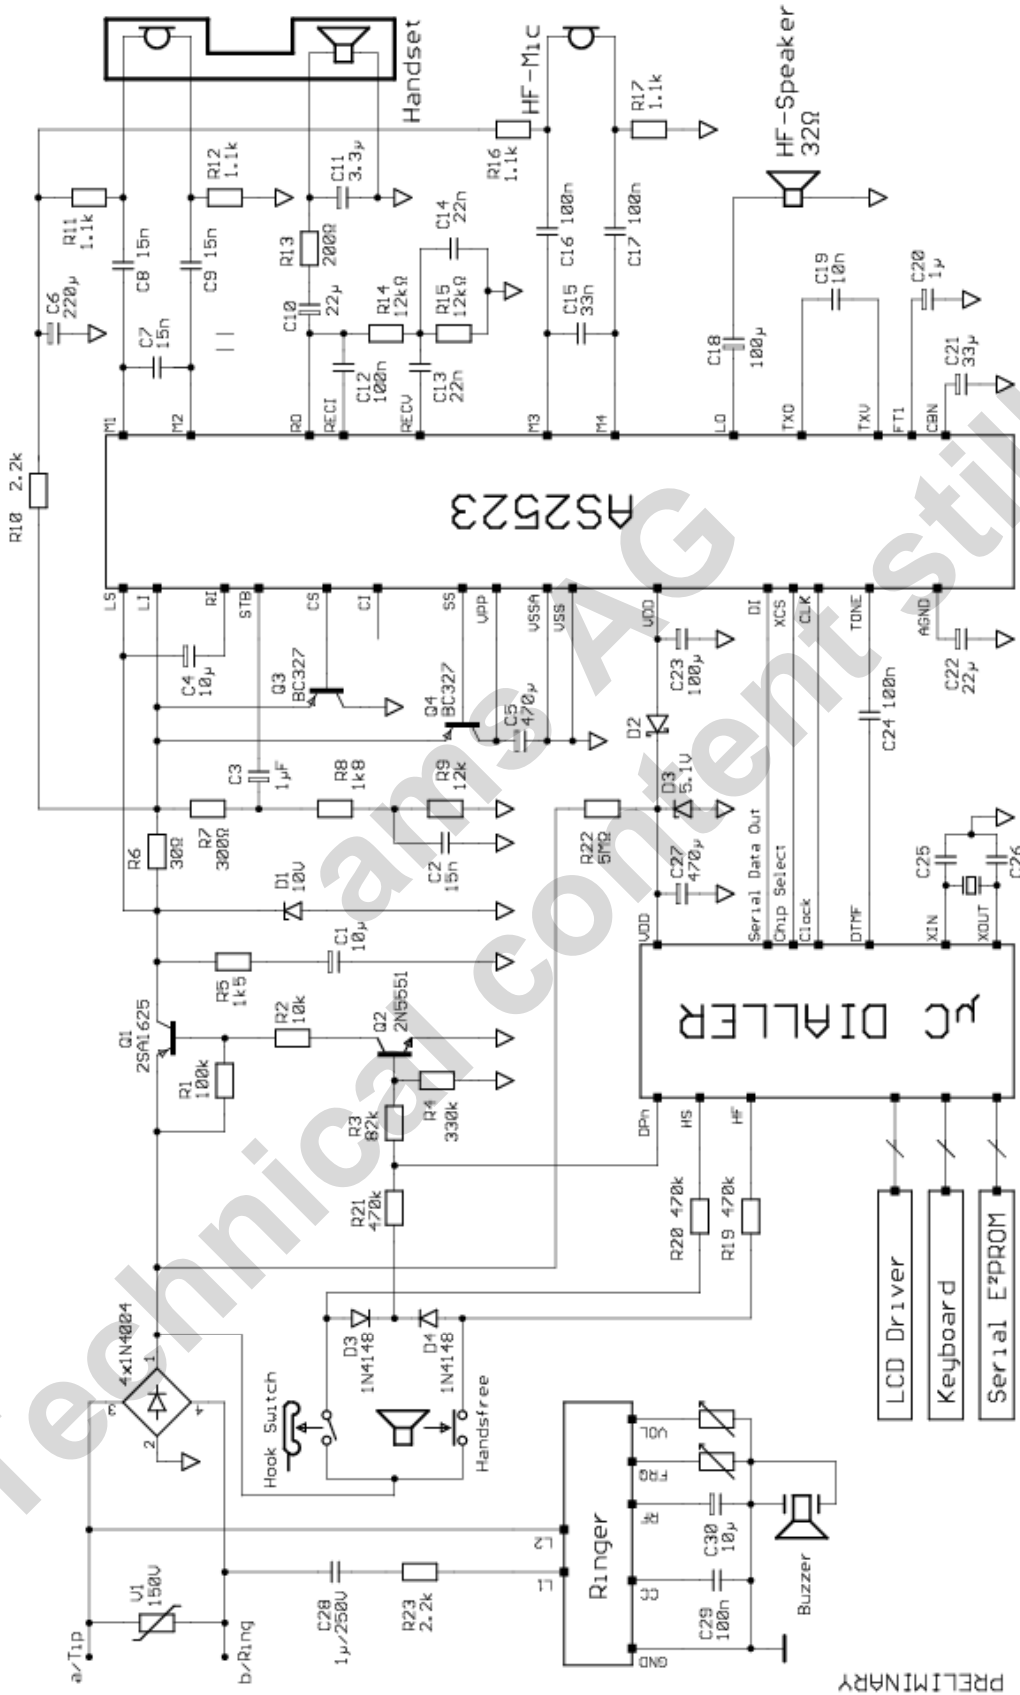 Handset
R11
1.1k
R12
1.1k
C11
3.3µ
C6
220µ
C8 15n
C9 15n
C7
15n
R13
200Ω
C10
22µ
C14
22n
R14
12kΩ
R15
12kΩ
C12
100n
C13
22n
R10 2.2k
HF-Mic
R16
1.1k
R17
1.1k
C16 100n
C17 100n
C15
33n
HF-Speaker
32Ω
C18
100µ
C19
10n
C20
1µ
C21
33µ
M1
M2
RO
RECI
RECV
M3
M4
LO
TXO
TXV
FT1
CBN
AS2523
LS
LI
RI
STB
CS
CI
SS
VPP
VSSA
VSS
VDD
DI
XCS
CLK
TONE
AGND
C4
10µ
Q3
BC327
Q4
BC327
C5
470µ
C23
100µ
C22
22µ
C24 100n
D2
C3
1µF
R6
30Ω
R7
300Ω
R8
1k8
R9
12k
C2
15n
R22
5MΩ
D3
5.1V
C27
470µ
D1
10V
C1
10µ
R5
1k5
Q1
2SA1625
R1
100k
R2
10k
Q2
2N5551
R3
82k
R4
330k
R21
470k
C25
C26
VDD
Serial Data Out
Chip Select
Clock
DTMF
XIN
XOUT
µC DIALLER
DPn
HS
HF
R20 470k
R19 470k
LCD Driver
Keyboard
Serial E²PROM
4x1N4004
1
2
3
4
Hook Switch
D3
1N4148
D4
1N4148
Handsfree
a/Tip
b/Ring
V1
150V
C28
1µ/250V
R23
2.2k
L2
L1
Ringer
VOL
FRQ
RF
CC
GND
C30
10µ
C29
100n
Buzzer
PRELIMINARY
ams AG
Technical content still